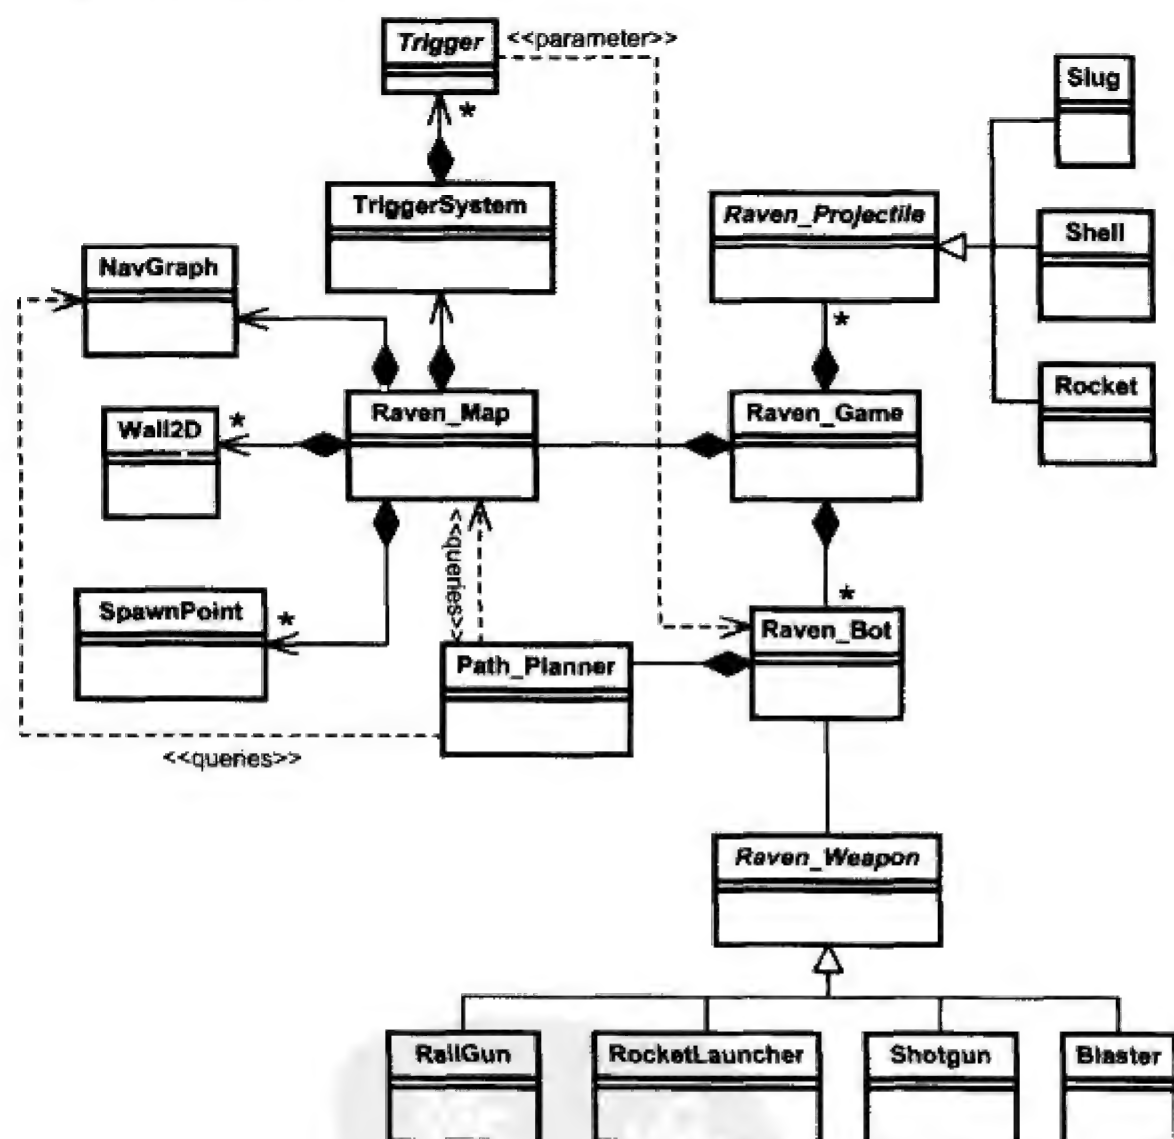 Trigger
<<parameter>>
*
Slug
TriggerSystem
Raven_Projectile
Shell
NavGraph
*
Rocket
Wall2D
*
Raven_Map
Raven_Game
<<queries>>
SpawnPoint
*
*
Raven_Bot
Path_Planner
<<queries>>
Raven_Weapon
RailGun
RocketLauncher
Shotgun
Blaster